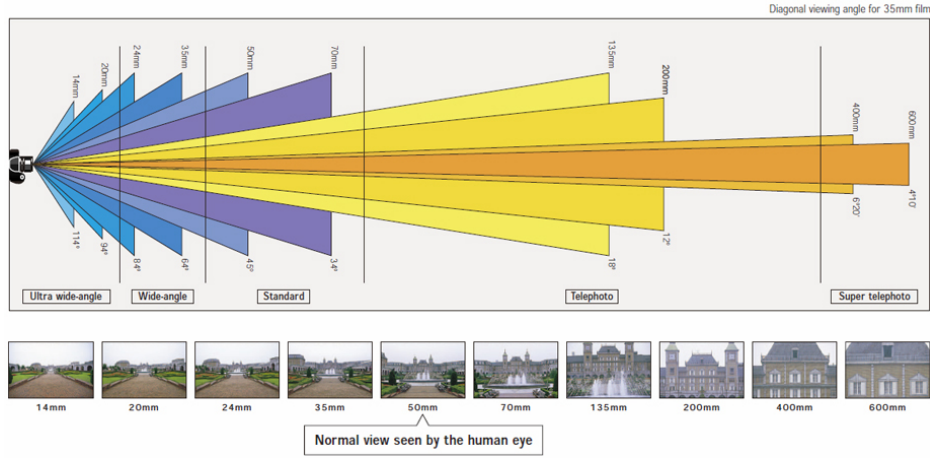 Diagonal viewing angle for 35mm film
14mm
20mm
24mm
35mm
50mm
70mm
135mm
200mm
400mm
600mm
114°
94°
84°
64°
45°
34°
18°
12°
6°20'
4°10'
Ultra wide-angle
Wide-angle
Standard
Telephoto
Super telephoto
14mm
20mm
24mm
35mm
50mm
70mm
135mm
200mm
400mm
600mm
Normal view seen by the human eye